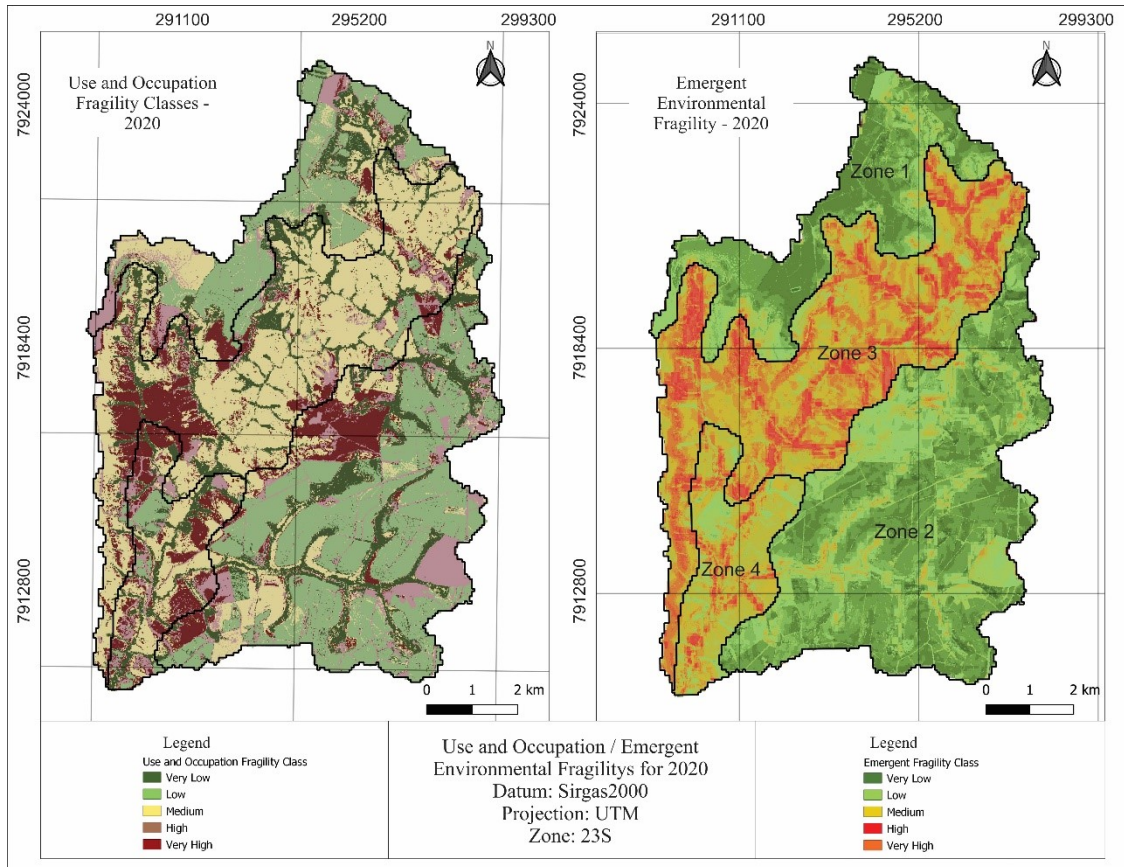 291100 295200 299300
291100 295200 299300
7924000
7918400
7912800
N
Use and Occupation
Fragility Classes -
2020
0 1 2 km
7924000
7918400
7912800
N
Emergent
Environmental
Fragility - 2020
Zone 1
Zone 3
Zone 2
Zone 4
0 1 2 km
Legend
Use and Occupation Fragility Class
Very Low
Low
Medium
High
Very High
Use and Occupation / Emergent
Environmental Fragilitys for 2020
Datum: Sirgas2000
Projection: UTM
Zone: 23S
Legend
Emergent Fragility Class
Very Low
Low
Medium
High
Very High